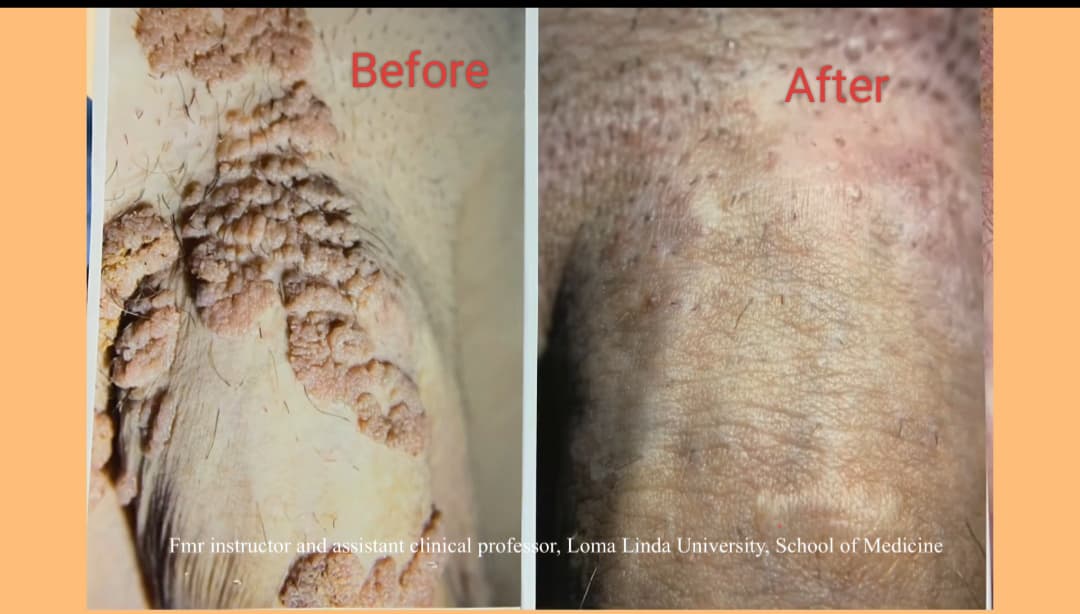 Before
After
Fmr instructor and assistant clinical professor, Loma Linda University, School of Medicine